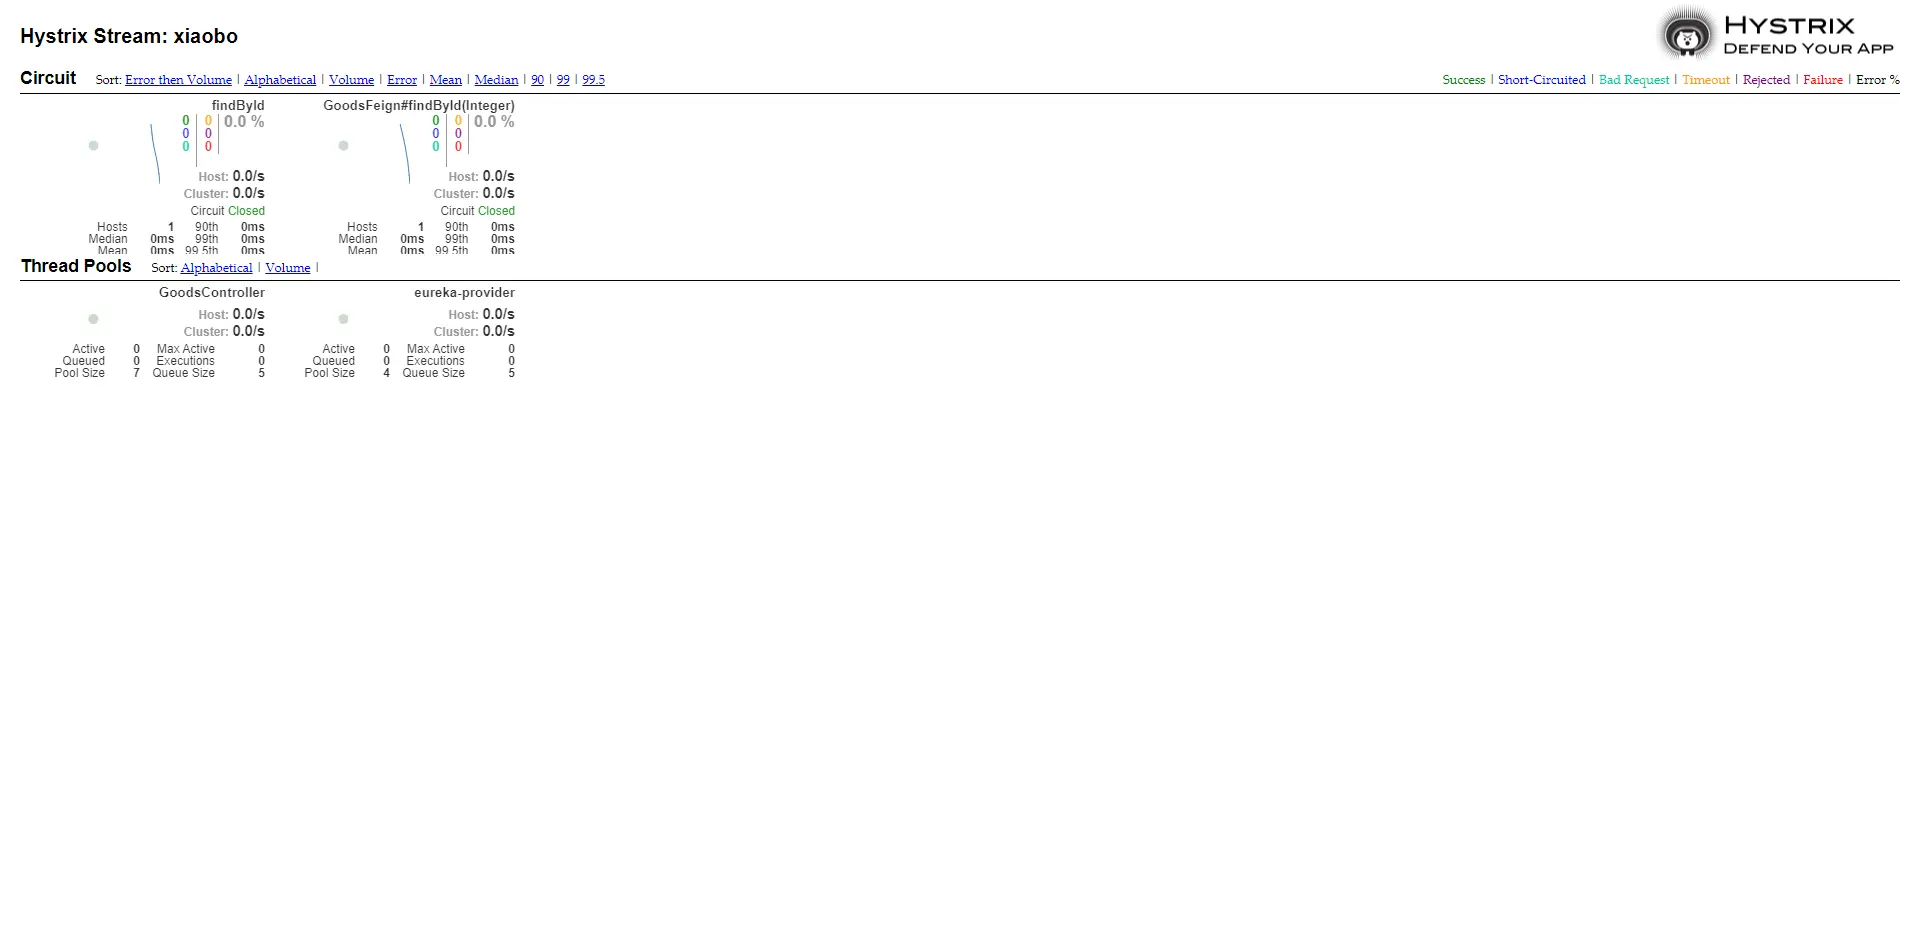 Hystrix Stream: xiaobo
HYSTRIX
DEFEND YOUR APP
Circuit Sort: Error then Volume | Alphabetical | Volume | Error | Mean | Median | 90 | 99 | 99.5
Success | Short-Circuited | Bad Request | Timeout | Rejected | Failure | Error %
findById
0 0 0.0 %
0 0
0 0
Host: 0.0/s
Cluster: 0.0/s
Circuit Closed
Hosts 1 90th 0ms
Median 0ms 99th 0ms
Mean 0ms 99.5th 0ms
GoodsFeign#findById(Integer)
0 0 0.0 %
0 0
0 0
Host: 0.0/s
Cluster: 0.0/s
Circuit Closed
Hosts 1 90th 0ms
Median 0ms 99th 0ms
Mean 0ms 99.5th 0ms
Thread Pools Sort: Alphabetical | Volume |
GoodsController
Host: 0.0/s
Cluster: 0.0/s
Active 0 Max Active 0
Queued 0 Executions 0
Pool Size 7 Queue Size 5
eureka-provider
Host: 0.0/s
Cluster: 0.0/s
Active 0 Max Active 0
Queued 0 Executions 0
Pool Size 4 Queue Size 5